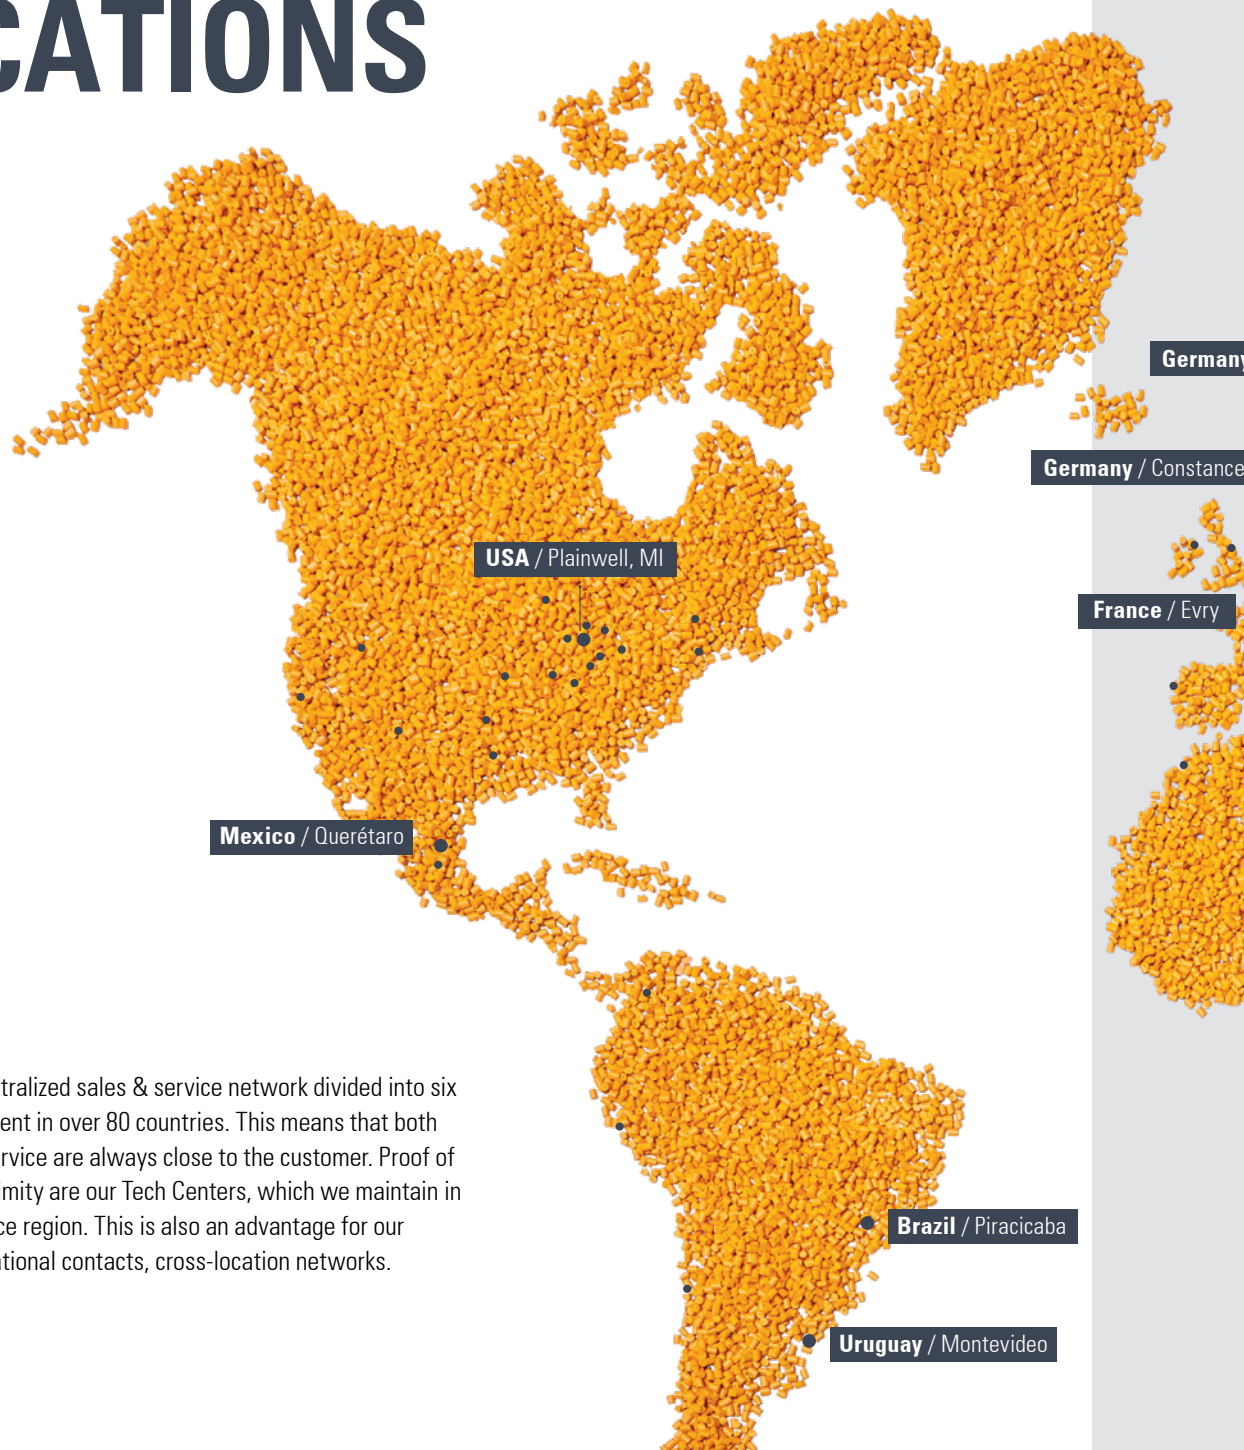 CATIONS
Germany
Germany / Constance
USA / Plainwell, MI
France / Evry
Mexico / Querétaro
tralized sales & service network divided into six
ent in over 80 countries. This means that both
rvice are always close to the customer. Proof of
imity are our Tech Centers, which we maintain in
ce region. This is also an advantage for our
ational contacts, cross-location networks.
Brazil / Piracicaba
Uruguay / Montevideo